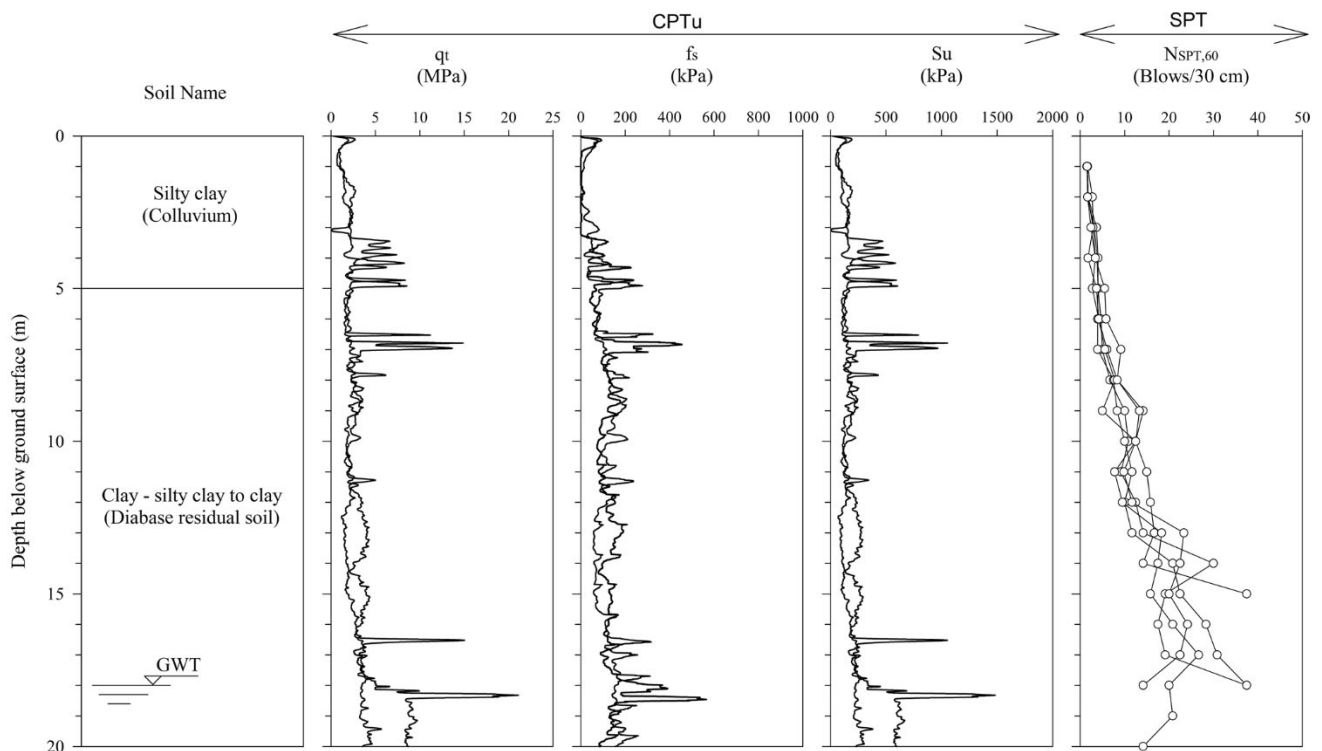 CPTu
SPT
Soil Name
qt
(MPa)
fs
(kPa)
Su
(kPa)
NSPT,60
(Blows/30 cm)
0 5 10 15 20 25
0 200 400 600 800 1000
0 500 1000 1500 2000
0 10 20 30 40 50
Depth below ground surface (m)
0
5
10
15
20
Silty clay
(Colluvium)
Clay - silty clay to clay
(Diabase residual soil)
GWT